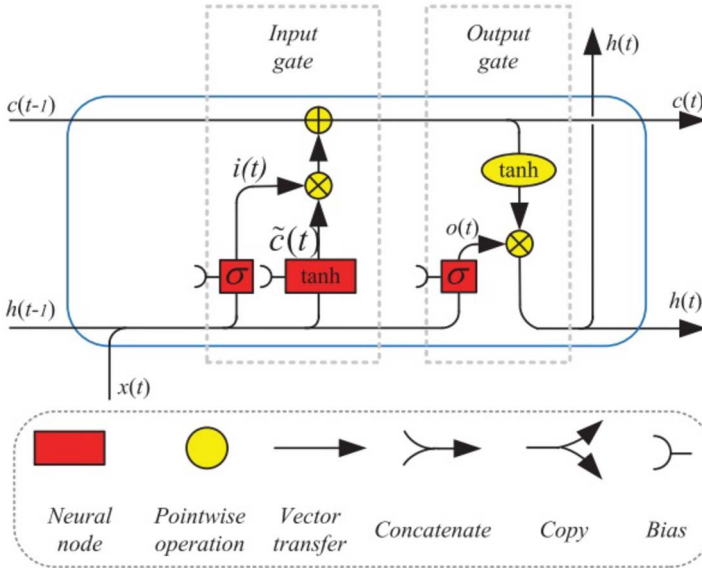 Input
gate
Output
gate
h(t)
c(t-1)
c(t)
i(t)
tanh
c̃(t)
o(t)
σ
tanh
σ
h(t-1)
h(t)
x(t)
Neural
node
Pointwise
operation
Vector
transfer
Concatenate
Copy
Bias